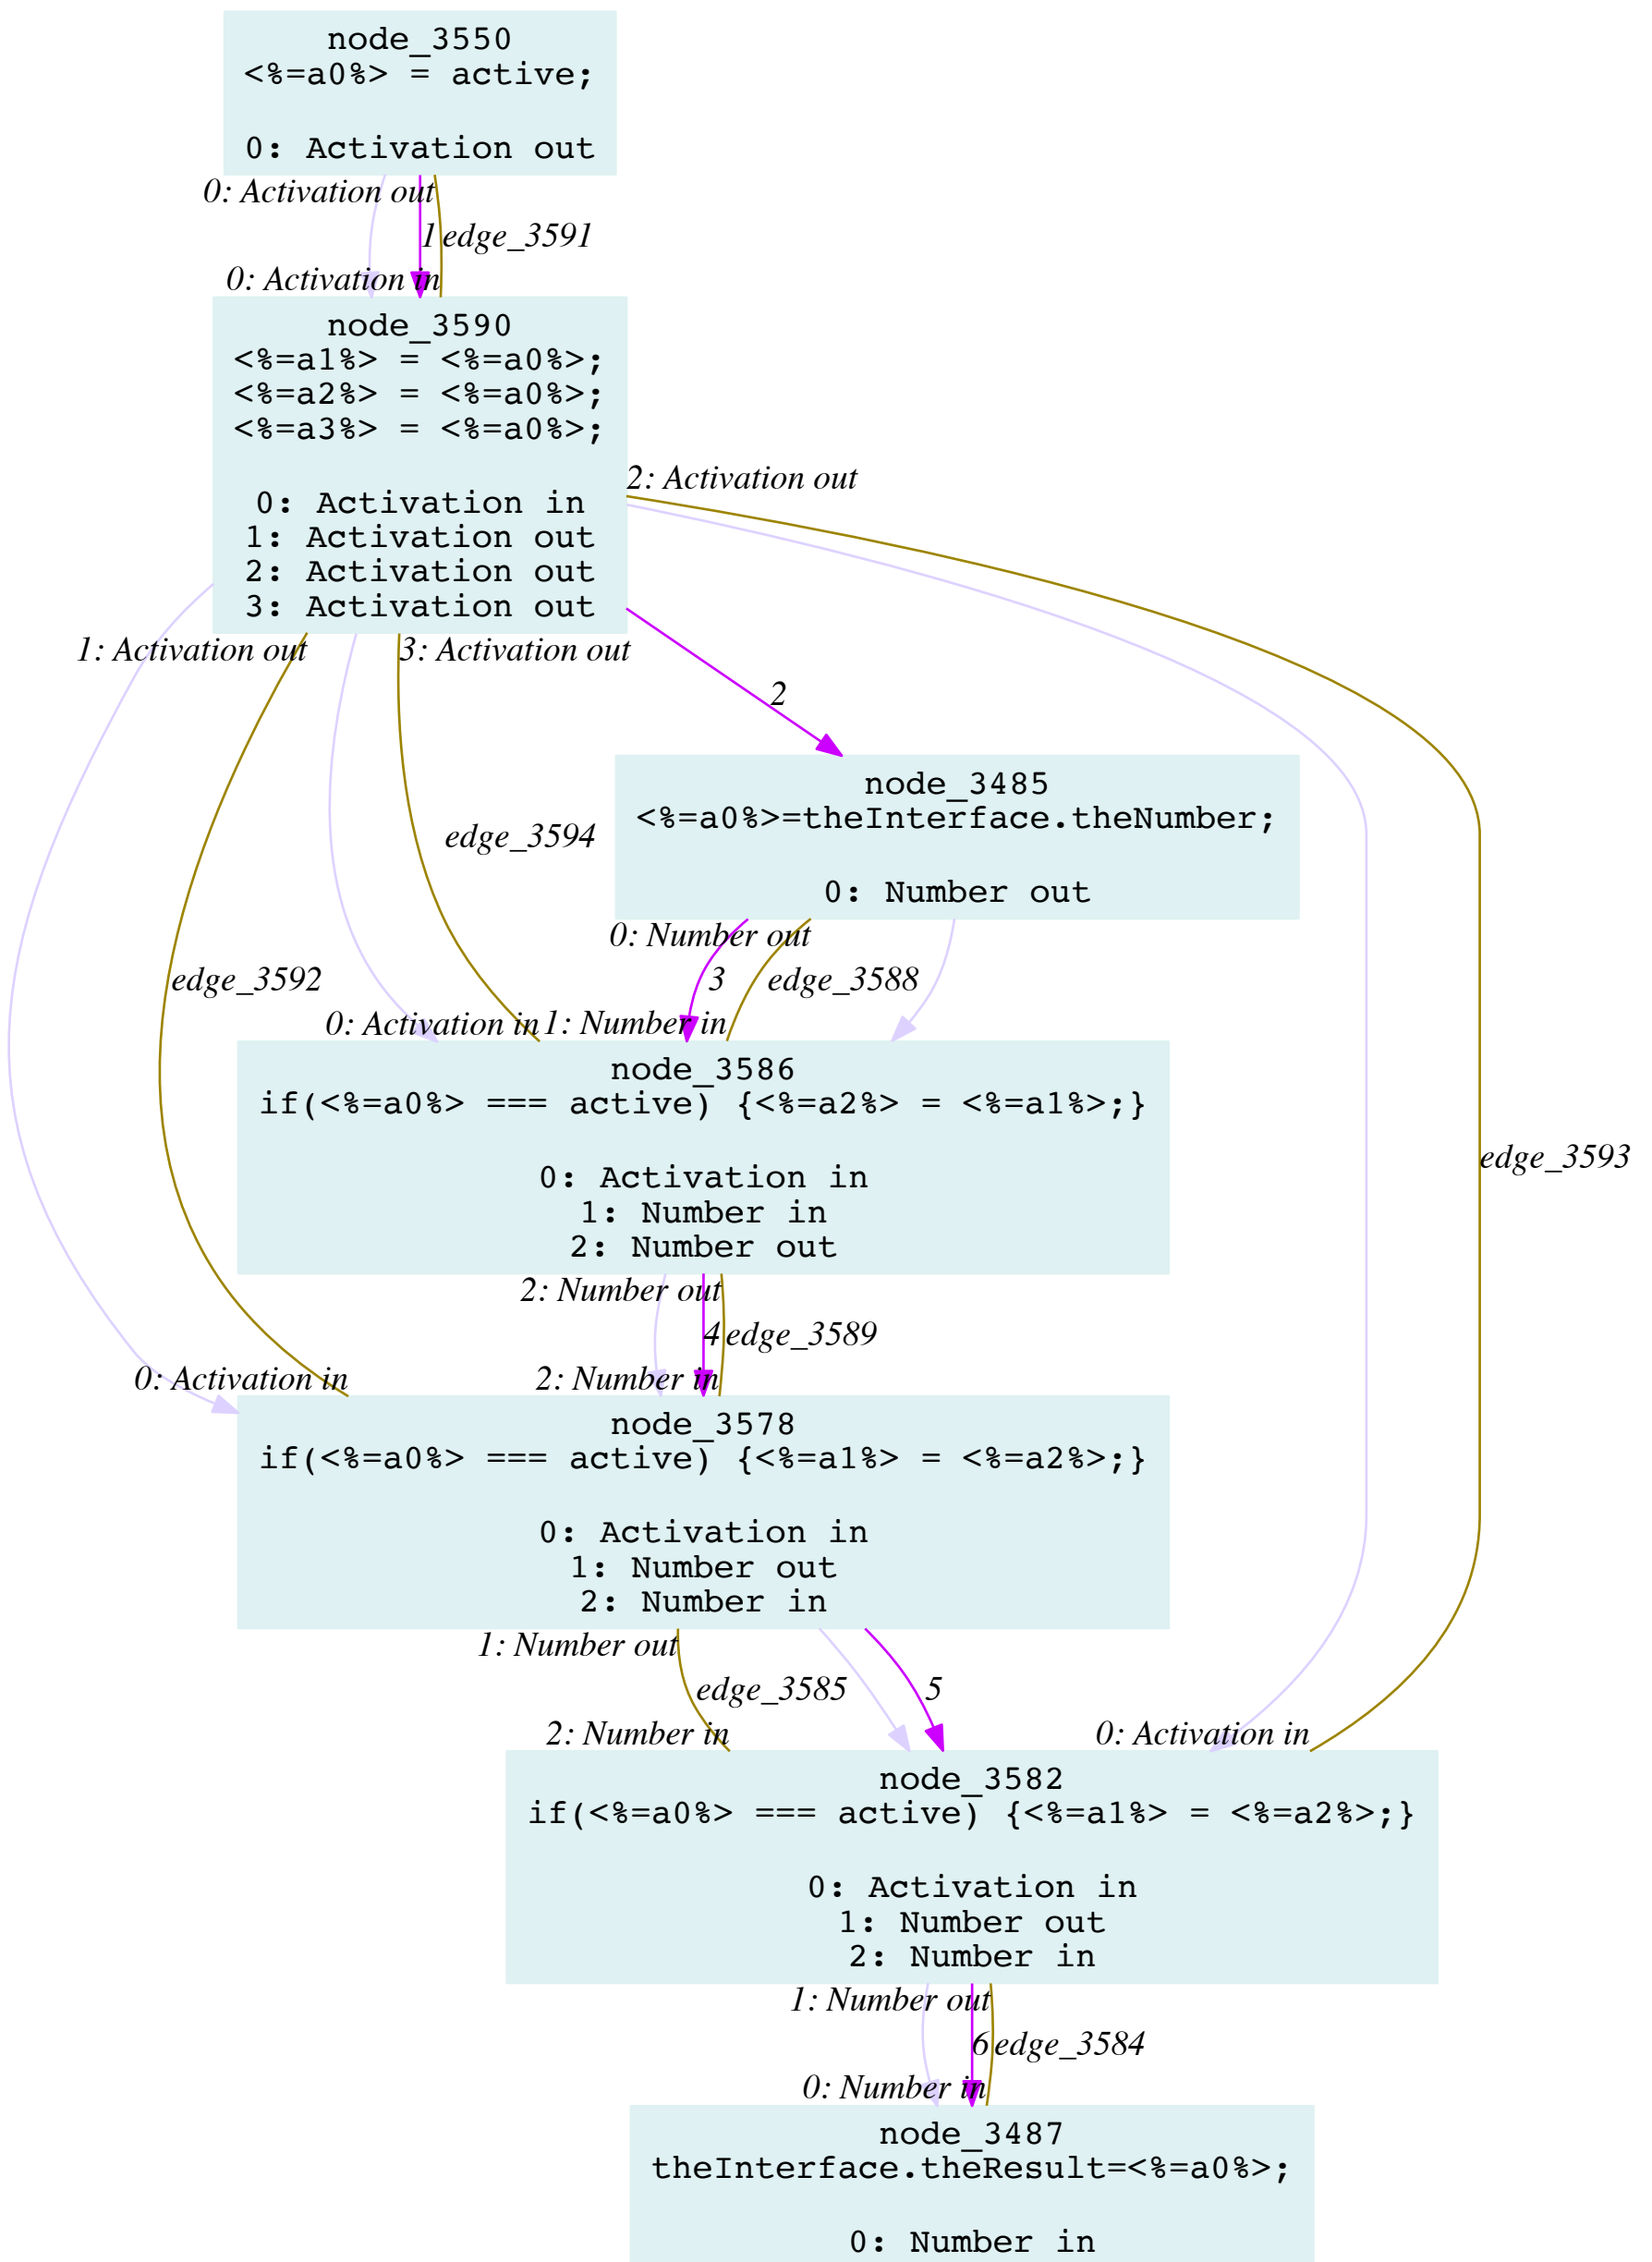 node_3550
<%=a0%> = active;
0: Activation out
0: Activation out
1 edge_3591
0: Activation in
node_3590
<%=a1%> = <%=a0%>;
<%=a2%> = <%=a0%>;
<%=a3%> = <%=a0%>;
2: Activation out
0: Activation in
1: Activation out
2: Activation out
3: Activation out
1: Activation out
3: Activation out
2
node_3485
<%=a0%>=theInterface.theNumber;
edge_3594
0: Number out
0: Number out
edge_3592
3
edge_3588
0: Activation in
1: Number in
node_3586
if(<%=a0%> === active) {<%=a2%> = <%=a1%>;}
edge_3593
0: Activation in
1: Number in
2: Number out
2: Number out
4 edge_3589
0: Activation in
2: Number in
node_3578
if(<%=a0%> === active) {<%=a1%> = <%=a2%>;}
0: Activation in
1: Number out
2: Number in
1: Number out
edge_3585
5
2: Number in
0: Activation in
node_3582
if(<%=a0%> === active) {<%=a1%> = <%=a2%>;}
0: Activation in
1: Number out
2: Number in
1: Number out
6 edge_3584
0: Number in
node_3487
theInterface.theResult=<%=a0%>;
0: Number in